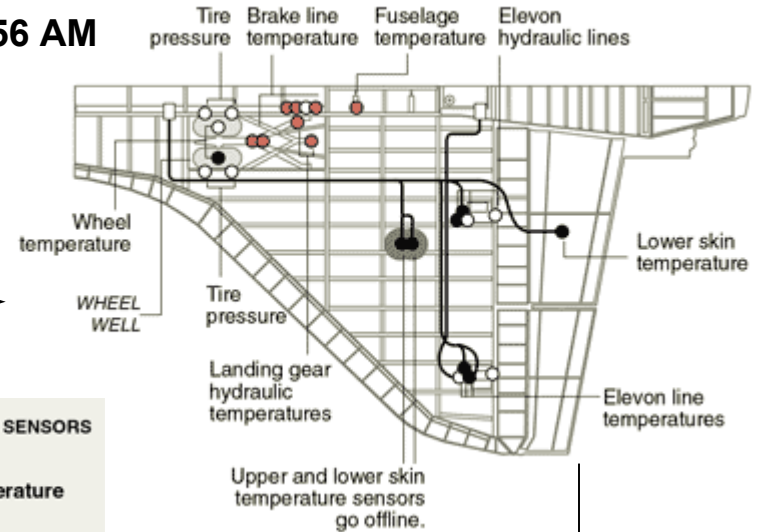 56 AM
Tire
pressure
Brake line
temperature
Fuselage
temperature
Elevon
hydraulic lines
Wheel
temperature
WHEEL
WELL
Tire
pressure
Landing gear
hydraulic
temperatures
Lower skin
temperature
Elevon line
temperatures
Upper and lower skin
temperature sensors
go offline.
SENSORS